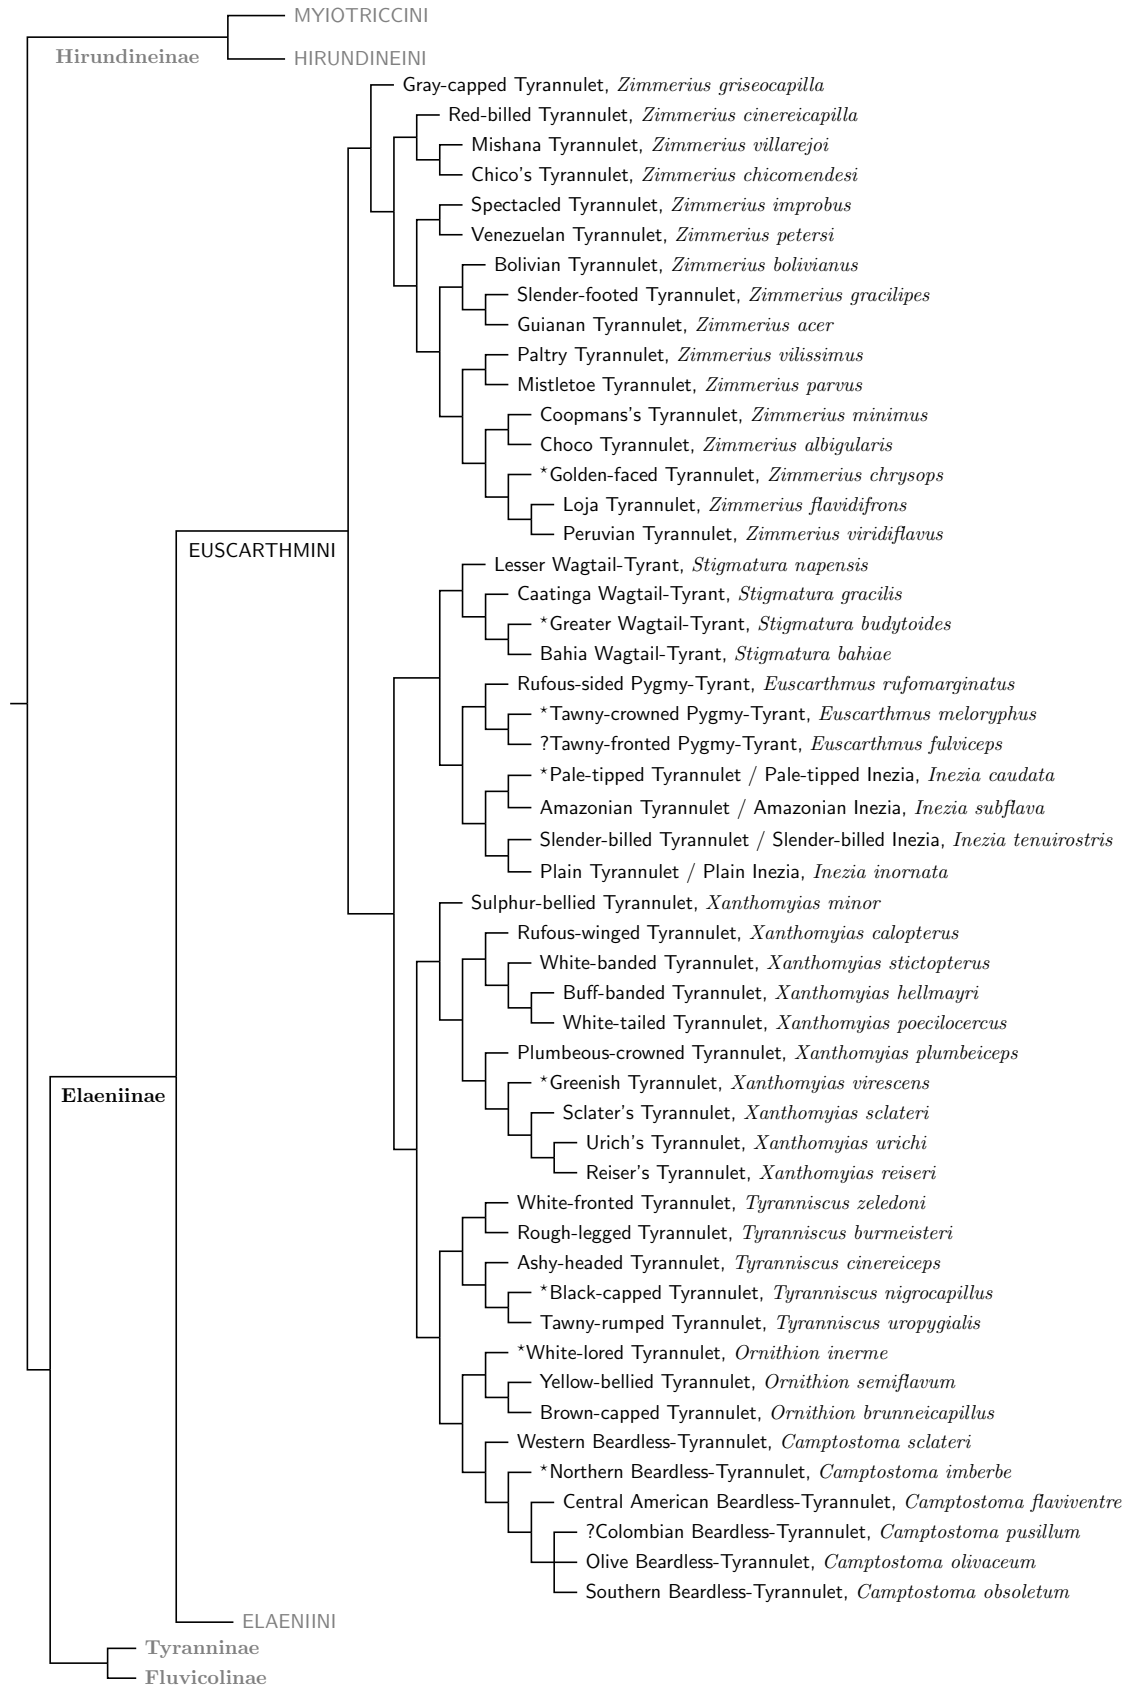 MYIOTRICCINI
Hirundineinae
HIRUNDINEINI
Gray-capped Tyrannulet, Zimmerius griseocapilla
Red-billed Tyrannulet, Zimmerius cinereicapilla
Mishana Tyrannulet, Zimmerius villarejoi
Chico's Tyrannulet, Zimmerius chicomendesi
Spectacled Tyrannulet, Zimmerius improbus
Venezuelan Tyrannulet, Zimmerius petersi
Bolivian Tyrannulet, Zimmerius bolivianus
Slender-footed Tyrannulet, Zimmerius gracilipes
Guianan Tyrannulet, Zimmerius acer
Paltry Tyrannulet, Zimmerius vilissimus
Mistletoe Tyrannulet, Zimmerius parvus
Coopmans's Tyrannulet, Zimmerius minimus
Choco Tyrannulet, Zimmerius albigularis
*Golden-faced Tyrannulet, Zimmerius chrysops
Loja Tyrannulet, Zimmerius flavidifrons
Peruvian Tyrannulet, Zimmerius viridiflavus
EUSCARTHMINI
Lesser Wagtail-Tyrant, Stigmatura napensis
Caatinga Wagtail-Tyrant, Stigmatura gracilis
*Greater Wagtail-Tyrant, Stigmatura budytoides
Bahia Wagtail-Tyrant, Stigmatura bahiae
Rufous-sided Pygmy-Tyrant, Euscarthmus rufomarginatus
*Tawny-crowned Pygmy-Tyrant, Euscarthmus meloryphus
?Tawny-fronted Pygmy-Tyrant, Euscarthmus fulviceps
*Pale-tipped Tyrannulet / Pale-tipped Inezia, Inezia caudata
Amazonian Tyrannulet / Amazonian Inezia, Inezia subflava
Slender-billed Tyrannulet / Slender-billed Inezia, Inezia tenuirostris
Plain Tyrannulet / Plain Inezia, Inezia inornata
Sulphur-bellied Tyrannulet, Xanthomyias minor
Rufous-winged Tyrannulet, Xanthomyias calopterus
White-banded Tyrannulet, Xanthomyias stictopterus
Buff-banded Tyrannulet, Xanthomyias hellmayri
White-tailed Tyrannulet, Xanthomyias poecilocercus
Plumbeous-crowned Tyrannulet, Xanthomyias plumbeiceps
*Greenish Tyrannulet, Xanthomyias virescens
Elaeniinae
Sclater's Tyrannulet, Xanthomyias sclateri
Urich's Tyrannulet, Xanthomyias urichi
Reiser's Tyrannulet, Xanthomyias reiseri
White-fronted Tyrannulet, Tyranniscus zeledoni
Rough-legged Tyrannulet, Tyranniscus burmeisteri
Ashy-headed Tyrannulet, Tyranniscus cinereiceps
*Black-capped Tyrannulet, Tyranniscus nigrocapillus
Tawny-rumped Tyrannulet, Tyranniscus uropygialis
*White-lored Tyrannulet, Ornithion inerme
Yellow-bellied Tyrannulet, Ornithion semiflavum
Brown-capped Tyrannulet, Ornithion brunneicapillus
Western Beardless-Tyrannulet, Camptostoma sclateri
*Northern Beardless-Tyrannulet, Camptostoma imberbe
Central American Beardless-Tyrannulet, Camptostoma flaviventre
?Colombian Beardless-Tyrannulet, Camptostoma pusillum
Olive Beardless-Tyrannulet, Camptostoma olivaceum
Southern Beardless-Tyrannulet, Camptostoma obsoletum
ELAENIINI
Tyranninae
Fluvicolinae